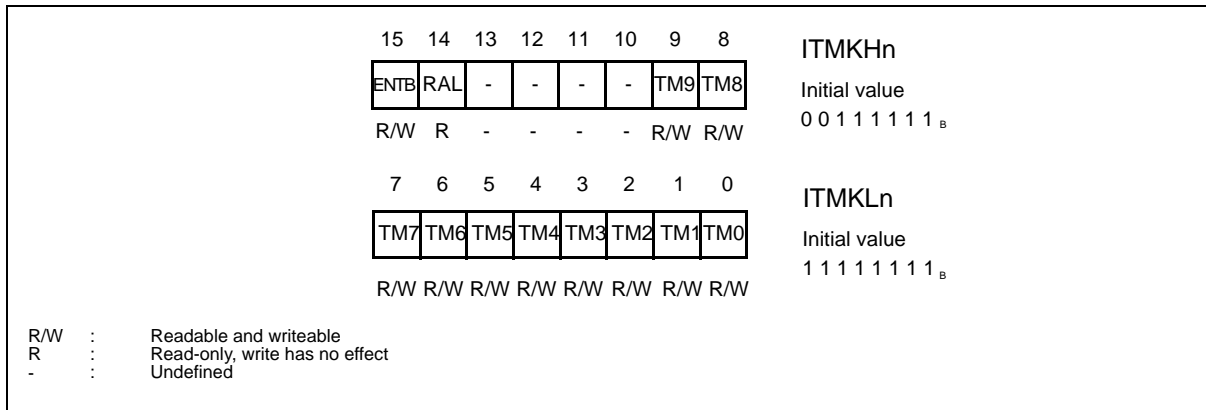 15 14 13 12 11 10 9 8
ITMKHn
ENTB RAL - - - - TM9 TM8
Initial value
R/W R - - - - R/W R/W
0 0 1 1 1 1 1 1 B
7 6 5 4 3 2 1 0
ITMKLn
TM7 TM6 TM5 TM4 TM3 TM2 TM1 TM0
Initial value
R/W R/W R/W R/W R/W R/W R/W R/W
1 1 1 1 1 1 1 1 B
R/W : Readable and writeable
R : Read-only, write has no effect
- : Undefined